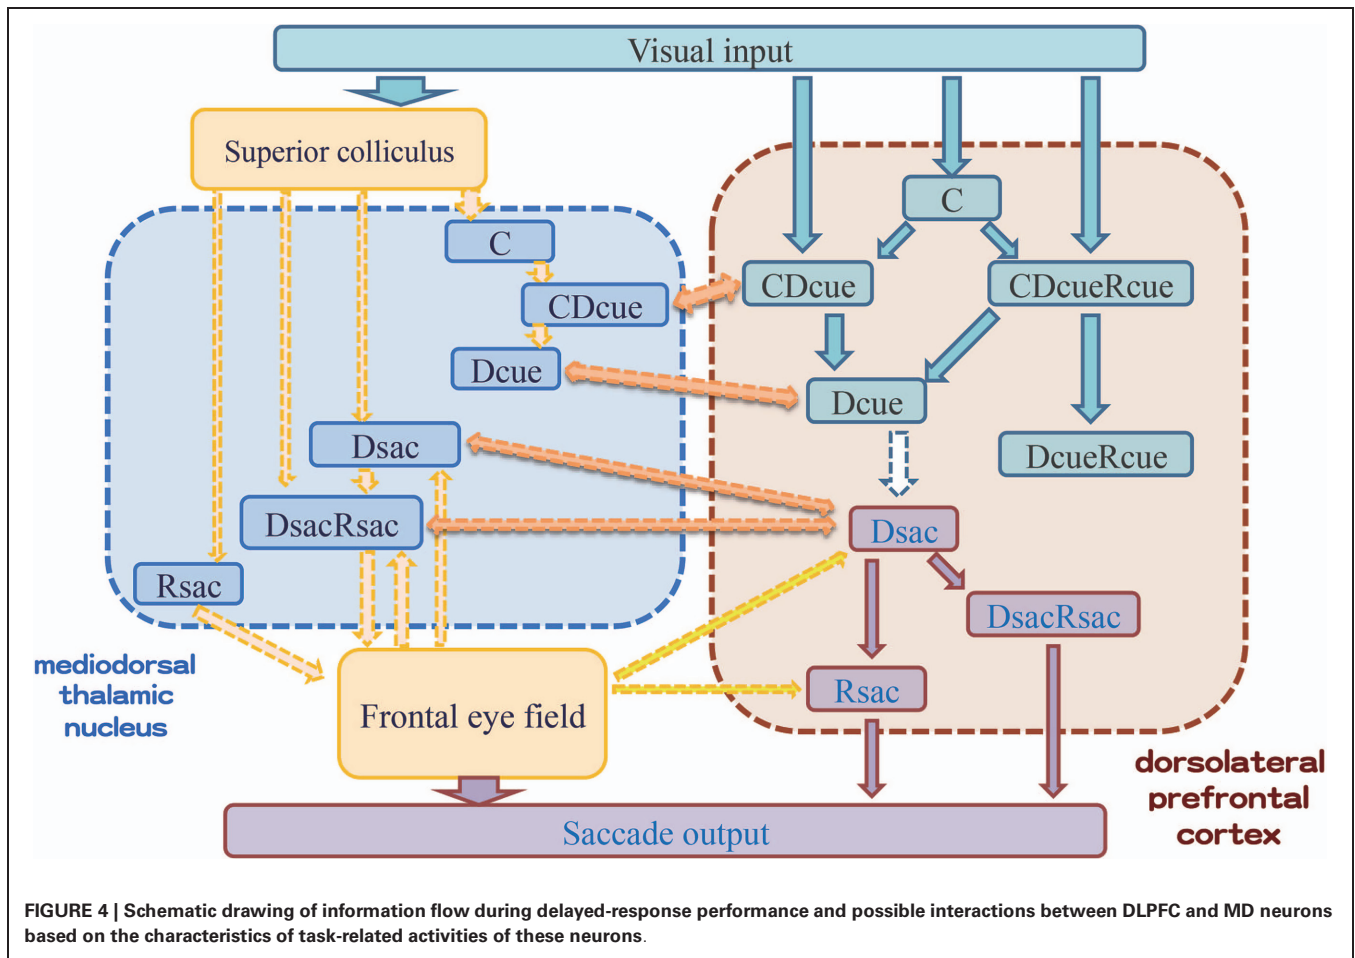 Visual input
Superior colliculus
C
C
CDcue
CDcueRcue
CDcue
Dcue
Dcue
Dsac
DcueRcue
DsacRsac
Dsac
Rsac
DsacRsac
mediodorsal
thalamic
nucleus
Rsac
Frontal eye field
dorsolateral
prefrontal
cortex
Saccade output
FIGURE 4 | Schematic drawing of information flow during delayed-response performance and possible interactions between DLPFC and MD neurons
based on the characteristics of task-related activities of these neurons.